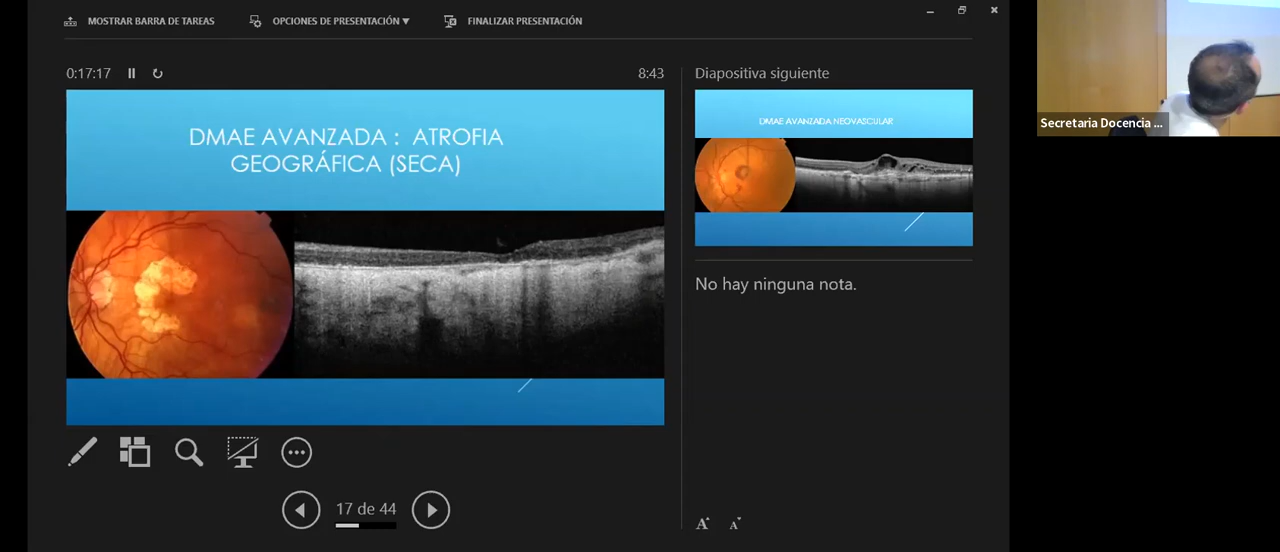 MOSTRAR BARRA DE TAREAS
OPCIONES DE PRESENTACIÓN
FINALIZAR PRESENTACIÓN
0:17:17
8:43
DMAE AVANZADA : ATROFIA
GEOGRÁFICA (SECA)
17 de 44
Diapositiva siguiente
DMAE AVANZADA NEOVASCULAR
No hay ninguna nota.
A
A
Secretaria Docencia ...